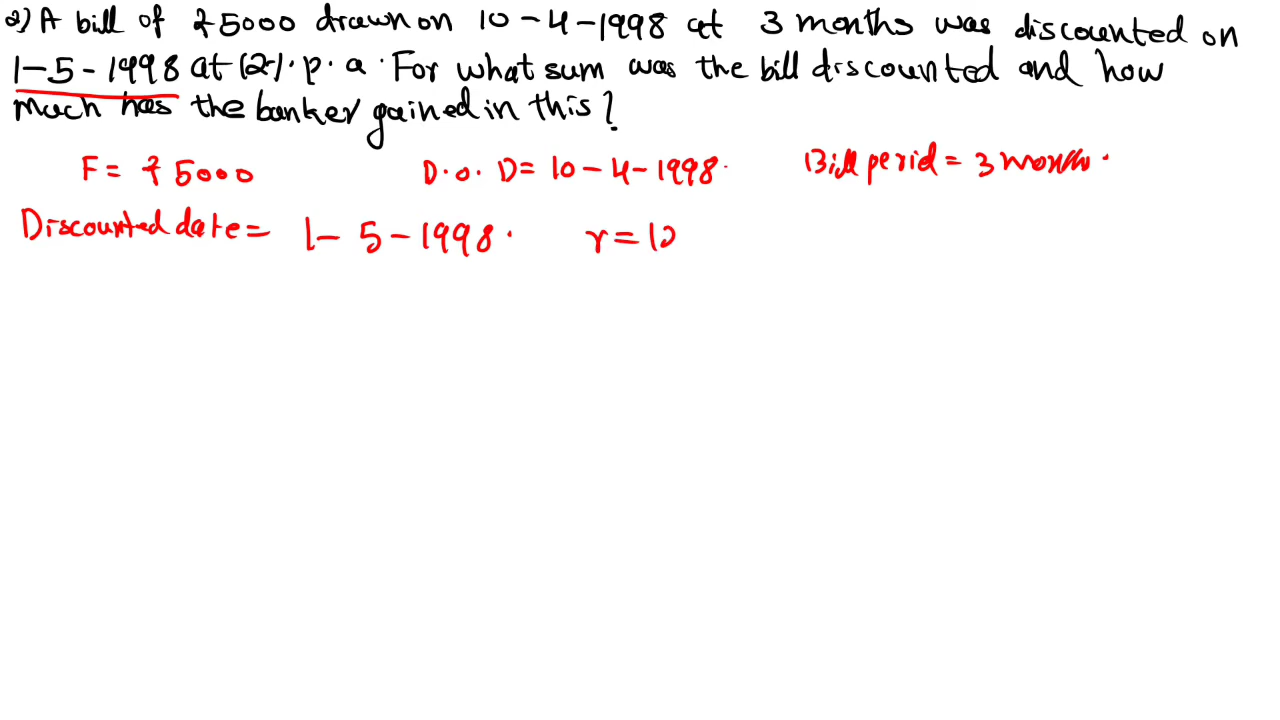 2) A bill of ₹5000 drawn on 10-4-1998 at 3 months was discounted on
1-5-1998 at 12%. p.a. For what sum was the bill discounted and how
much has the banker gained in this?
F = ₹5000 D.o.D = 10-4-1998. Bill period = 3 months.
Discounted date = 1-5-1998. r = 12